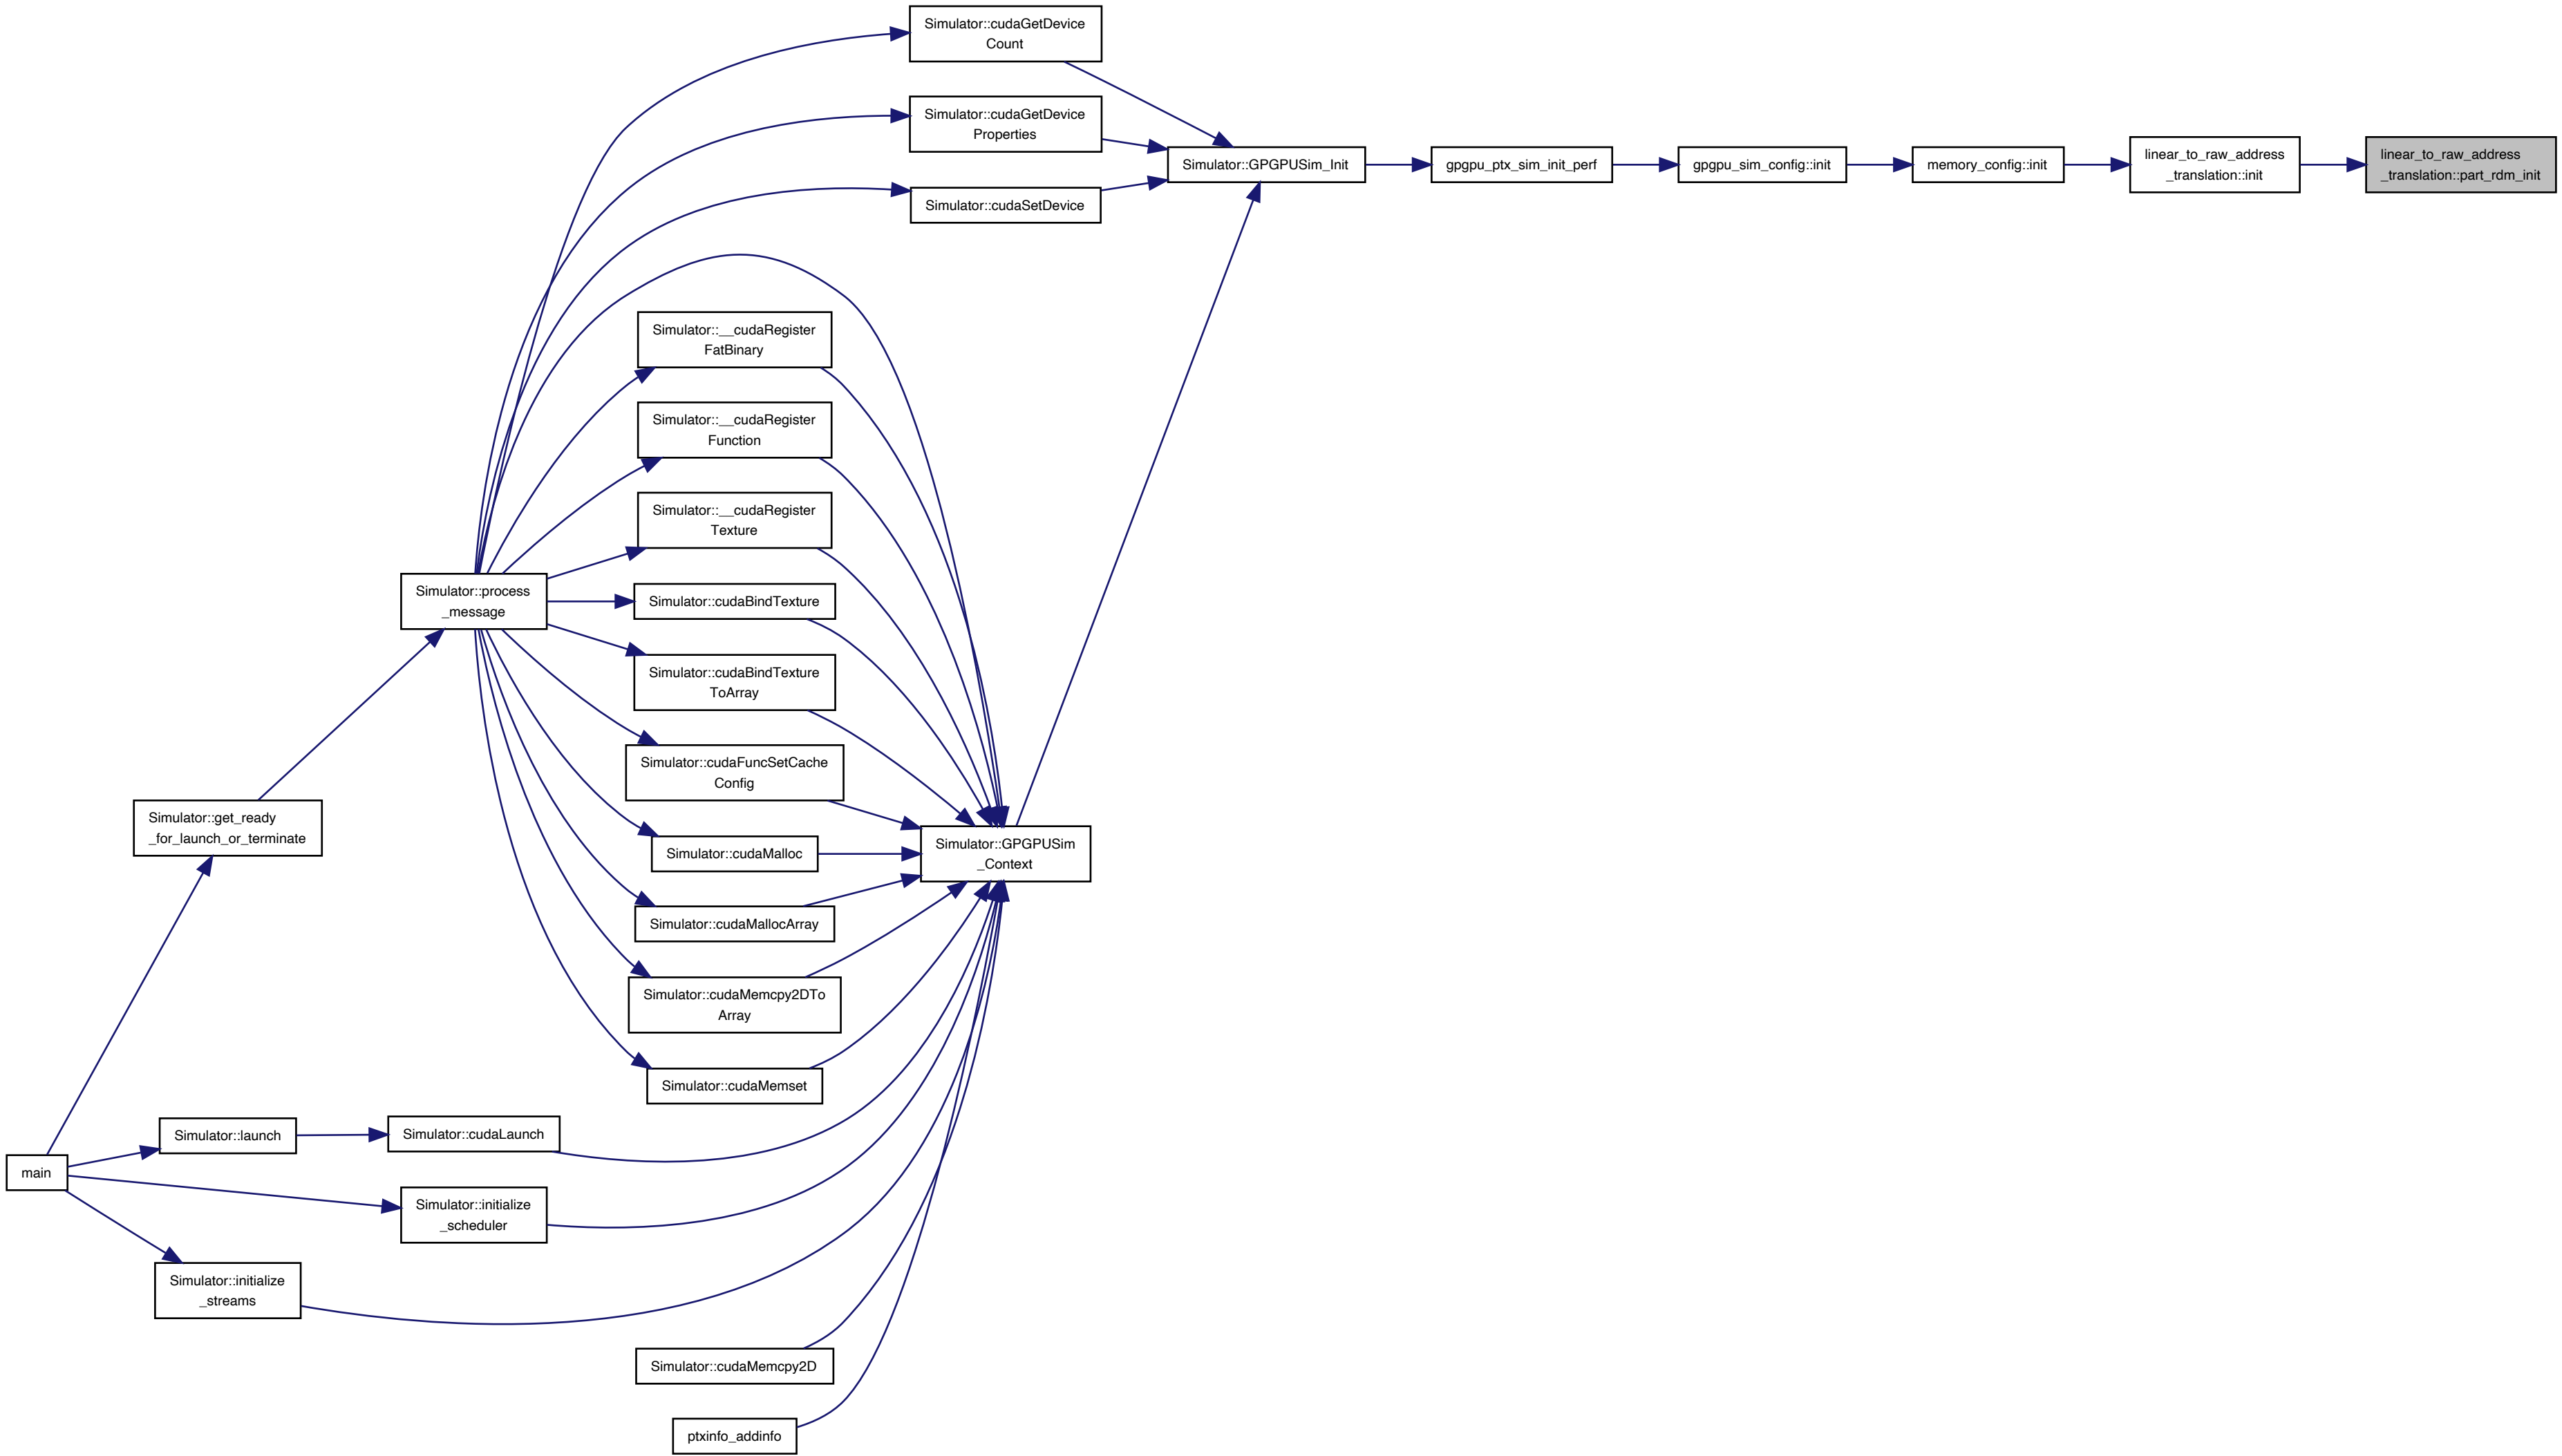 Simulator::cudaGetDevice
Count
Simulator::cudaGetDevice
Properties
Simulator::cudaSetDevice
Simulator::GPGPUSim_Init
gpgpu_ptx_sim_init_perf
gpgpu_sim_config::init
memory_config::init
linear_to_raw_address
_translation::init
linear_to_raw_address
_translation::part_rdm_init
Simulator::__cudaRegister
FatBinary
Simulator::__cudaRegister
Function
Simulator::__cudaRegister
Texture
Simulator::process
_message
Simulator::cudaBindTexture
Simulator::cudaBindTexture
ToArray
Simulator::cudaFuncSetCache
Config
Simulator::get_ready
_for_launch_or_terminate
Simulator::cudaMalloc
Simulator::GPGPUSim
_Context
Simulator::cudaMallocArray
Simulator::cudaMemcpy2DTo
Array
Simulator::cudaMemset
Simulator::launch
Simulator::cudaLaunch
main
Simulator::initialize
_scheduler
Simulator::initialize
_streams
Simulator::cudaMemcpy2D
ptxinfo_addinfo